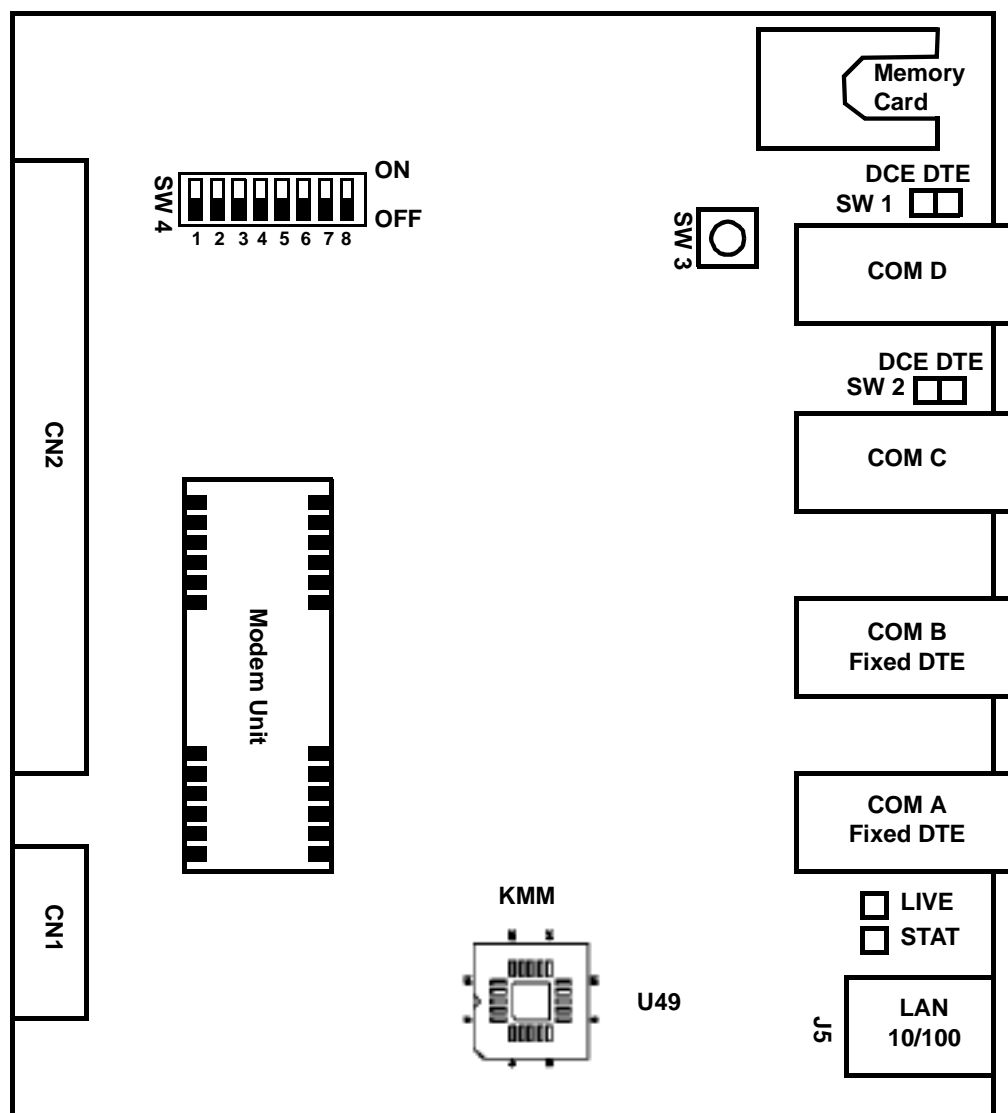 Memory
Card
ON
SW 4
OFF
1 2 3 4 5 6 7 8
DCE DTE
SW 1
SW 3
COM D
DCE DTE
SW 2
CN2
COM C
Modem Unit
COM B
Fixed DTE
COM A
Fixed DTE
KMM
LIVE
CN1
STAT
U49
J5
LAN
10/100